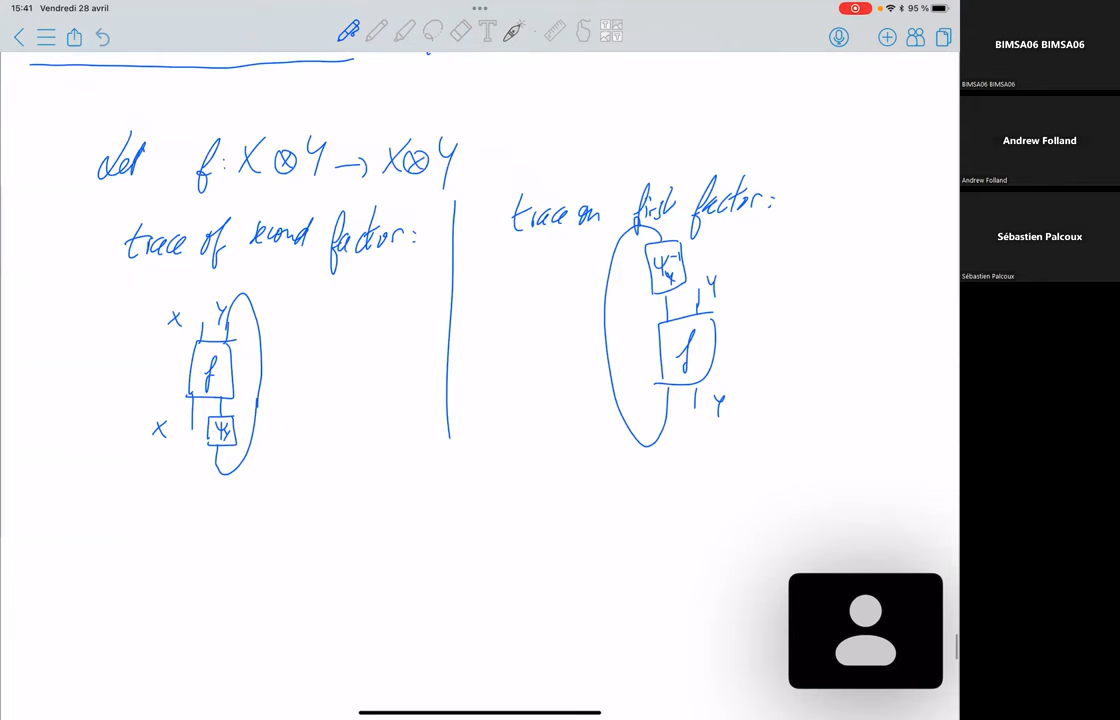 15:41 Vendredi 28 avril
95 %
Let f: X ⊗ Y → X ⊗ Y
trace of second factor:
X Y
f
X
Ψ_Y
trace on first factor:
Ψ_X^{-1}
Y
f
Y
BIMSA06 BIMSA06
BIMSA06 BIMSA06
Andrew Folland
Andrew Folland
Sébastien Palcoux
Sébastien Palcoux